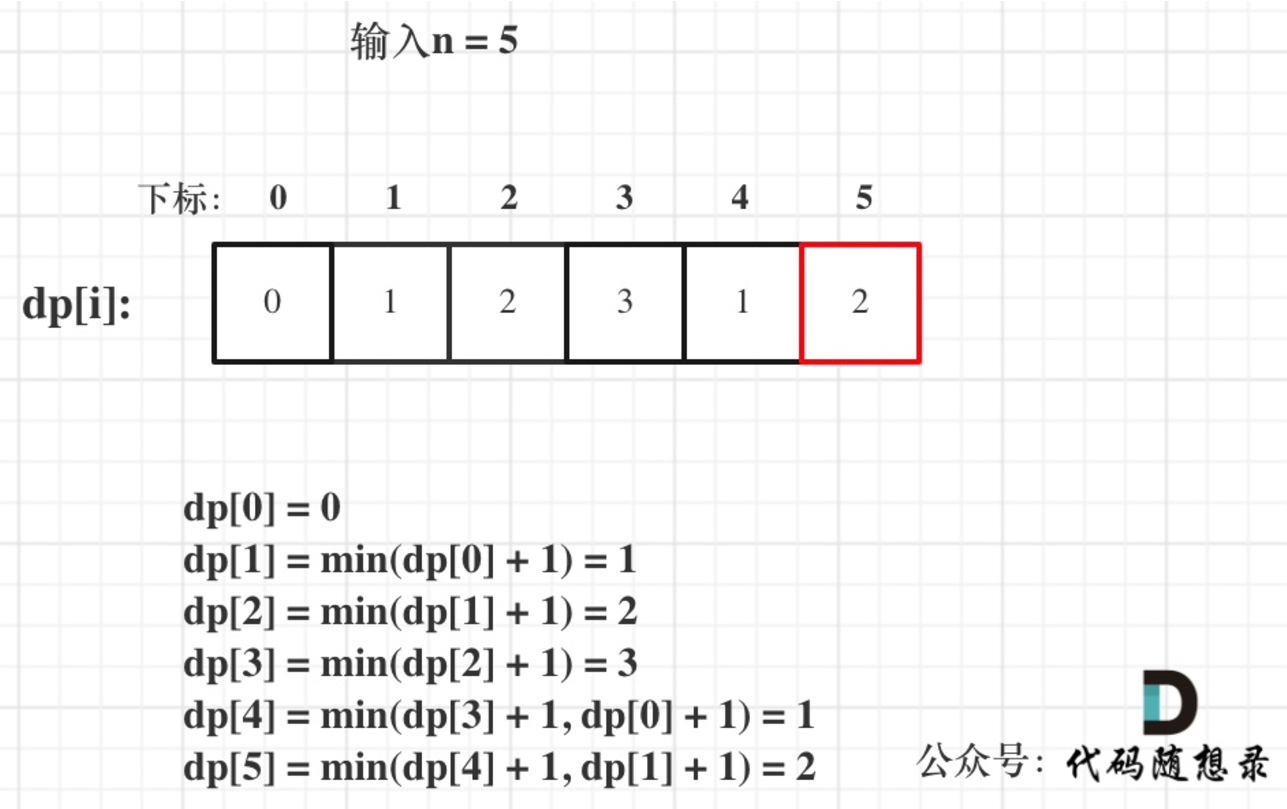 输入n = 5
下标: 0 1 2 3 4 5
dp[i]: 0 1 2 3 1 2
dp[0] = 0
dp[1] = min(dp[0] + 1) = 1
dp[2] = min(dp[1] + 1) = 2
dp[3] = min(dp[2] + 1) = 3
dp[4] = min(dp[3] + 1, dp[0] + 1) = 1
dp[5] = min(dp[4] + 1, dp[1] + 1) = 2
公众号: 代码随想录